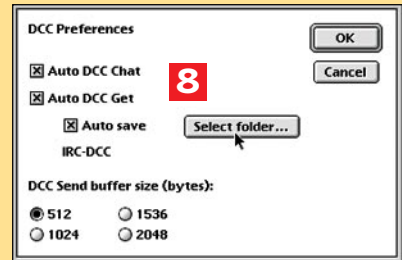 DCC Preferences
OK
Auto DCC Chat
8
Cancel
Auto DCC Get
Auto save
Select folder...
IRC-DCC
DCC Send buffer size (bytes):
512
1536
1024
2048